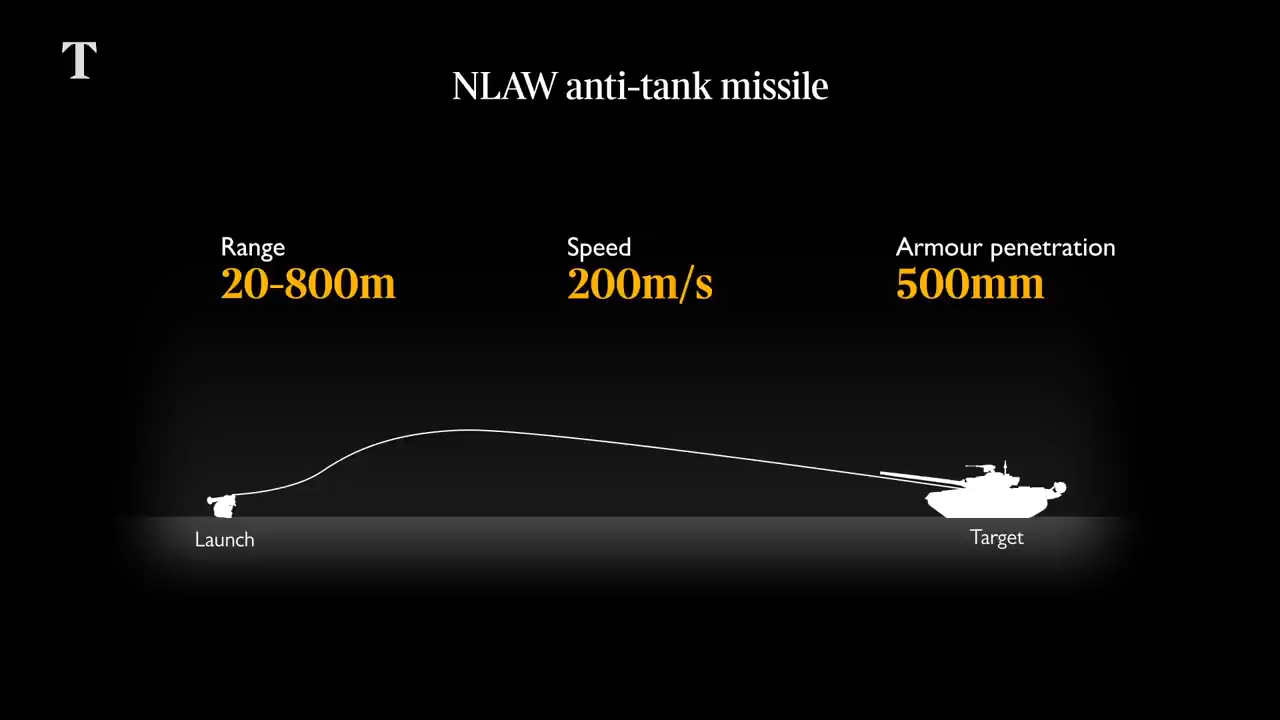 T
NLAW anti-tank missile
Range
20-800m
Speed
200m/s
Armour penetration
500mm
Launch
Target